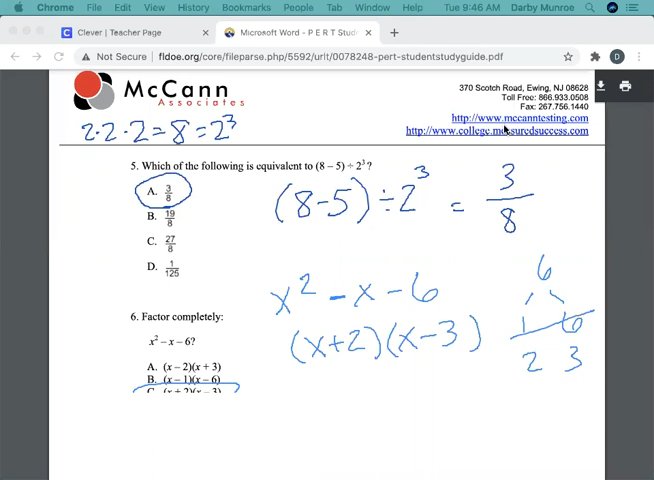 Chrome File Edit View History Bookmarks People Tab Window Help Tue 9:46 AM Darby Munroe
Clever | Teacher Page × Microsoft Word - P E R T Stud × +
Not Secure | fldoe.org/core/fileparse.php/5592/urlt/0078248-pert-studentstudyguide.pdf D
McCann
Associates
370 Scotch Road, Ewing, NJ 08628
Toll Free: 866.933.0508
Fax: 267.756.1440
http://www.mccanntesting.com
http://www.college.measuredsuccess.com
2·2·2=8=2³
5. Which of the following is equivalent to (8 – 5) ÷ 2³?
A. 3/8
B. 19/8
C. 27/8
D. 1/125
(8-5)÷2³ = 3/8
x²-x-6
(x+2)(x-3)
6
1 6
2 3
6. Factor completely:
x² – x – 6?
A. (x – 2)(x + 3)
B. (x – 1)(x – 6)
C. (x + 2)(x – 3)